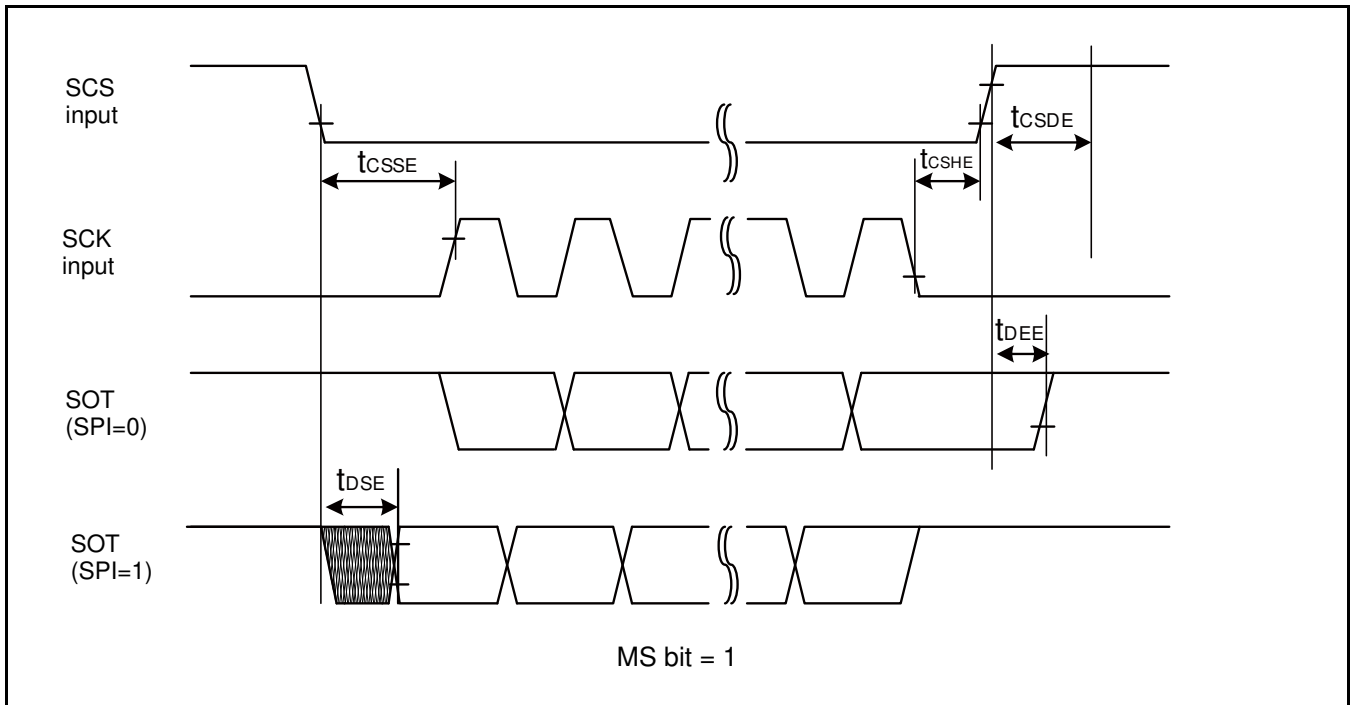 SCS
input
tCSDE
tCSSE
tCSHE
SCK
input
tDEE
SOT
(SPI=0)
tDSE
SOT
(SPI=1)
MS bit = 1